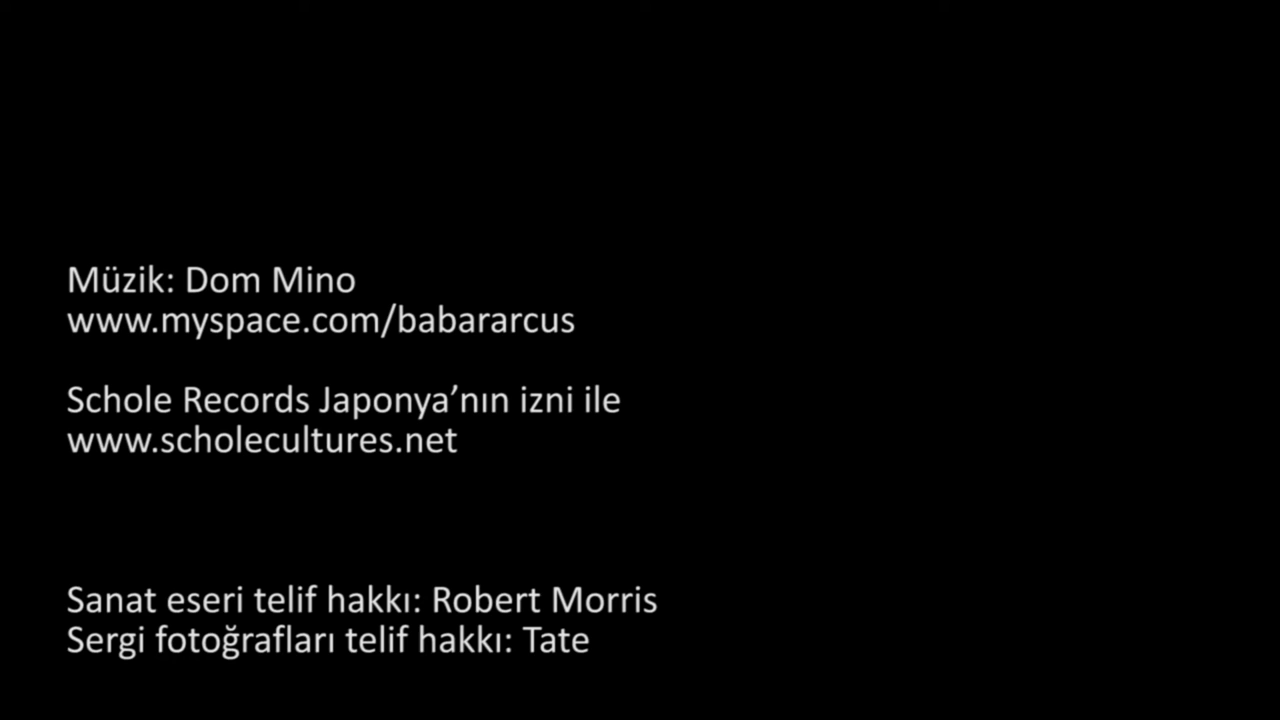 Müzik: Dom Mino
www.myspace.com/babararcus
Schole Records Japonya’nın izni ile
www.scholecultures.net
Sanat eseri telif hakkı: Robert Morris
Sergi fotoğrafları telif hakkı: Tate